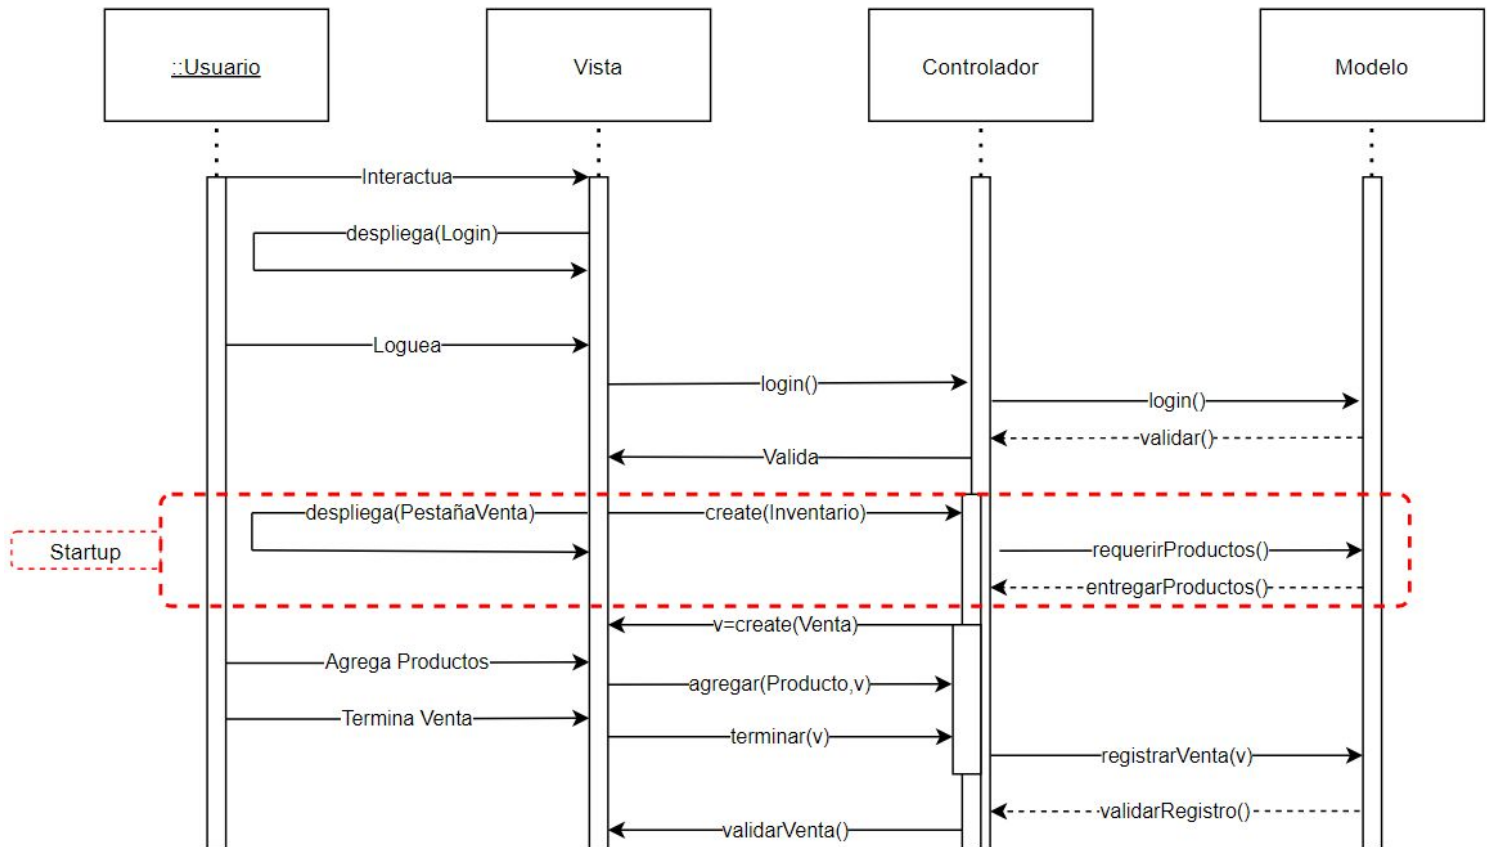 ::Usuario
Vista
Controlador
Modelo
Interactua
despliega(Login)
Loguea
login()
login()
validar()
Valida
despliega(PestañaVenta)
create(Inventario)
Startup
requerirProductos()
entregarProductos()
v=create(Venta)
Agrega Productos
agregar(Producto,v)
Termina Venta
terminar(v)
registrarVenta(v)
validarRegistro()
validarVenta()